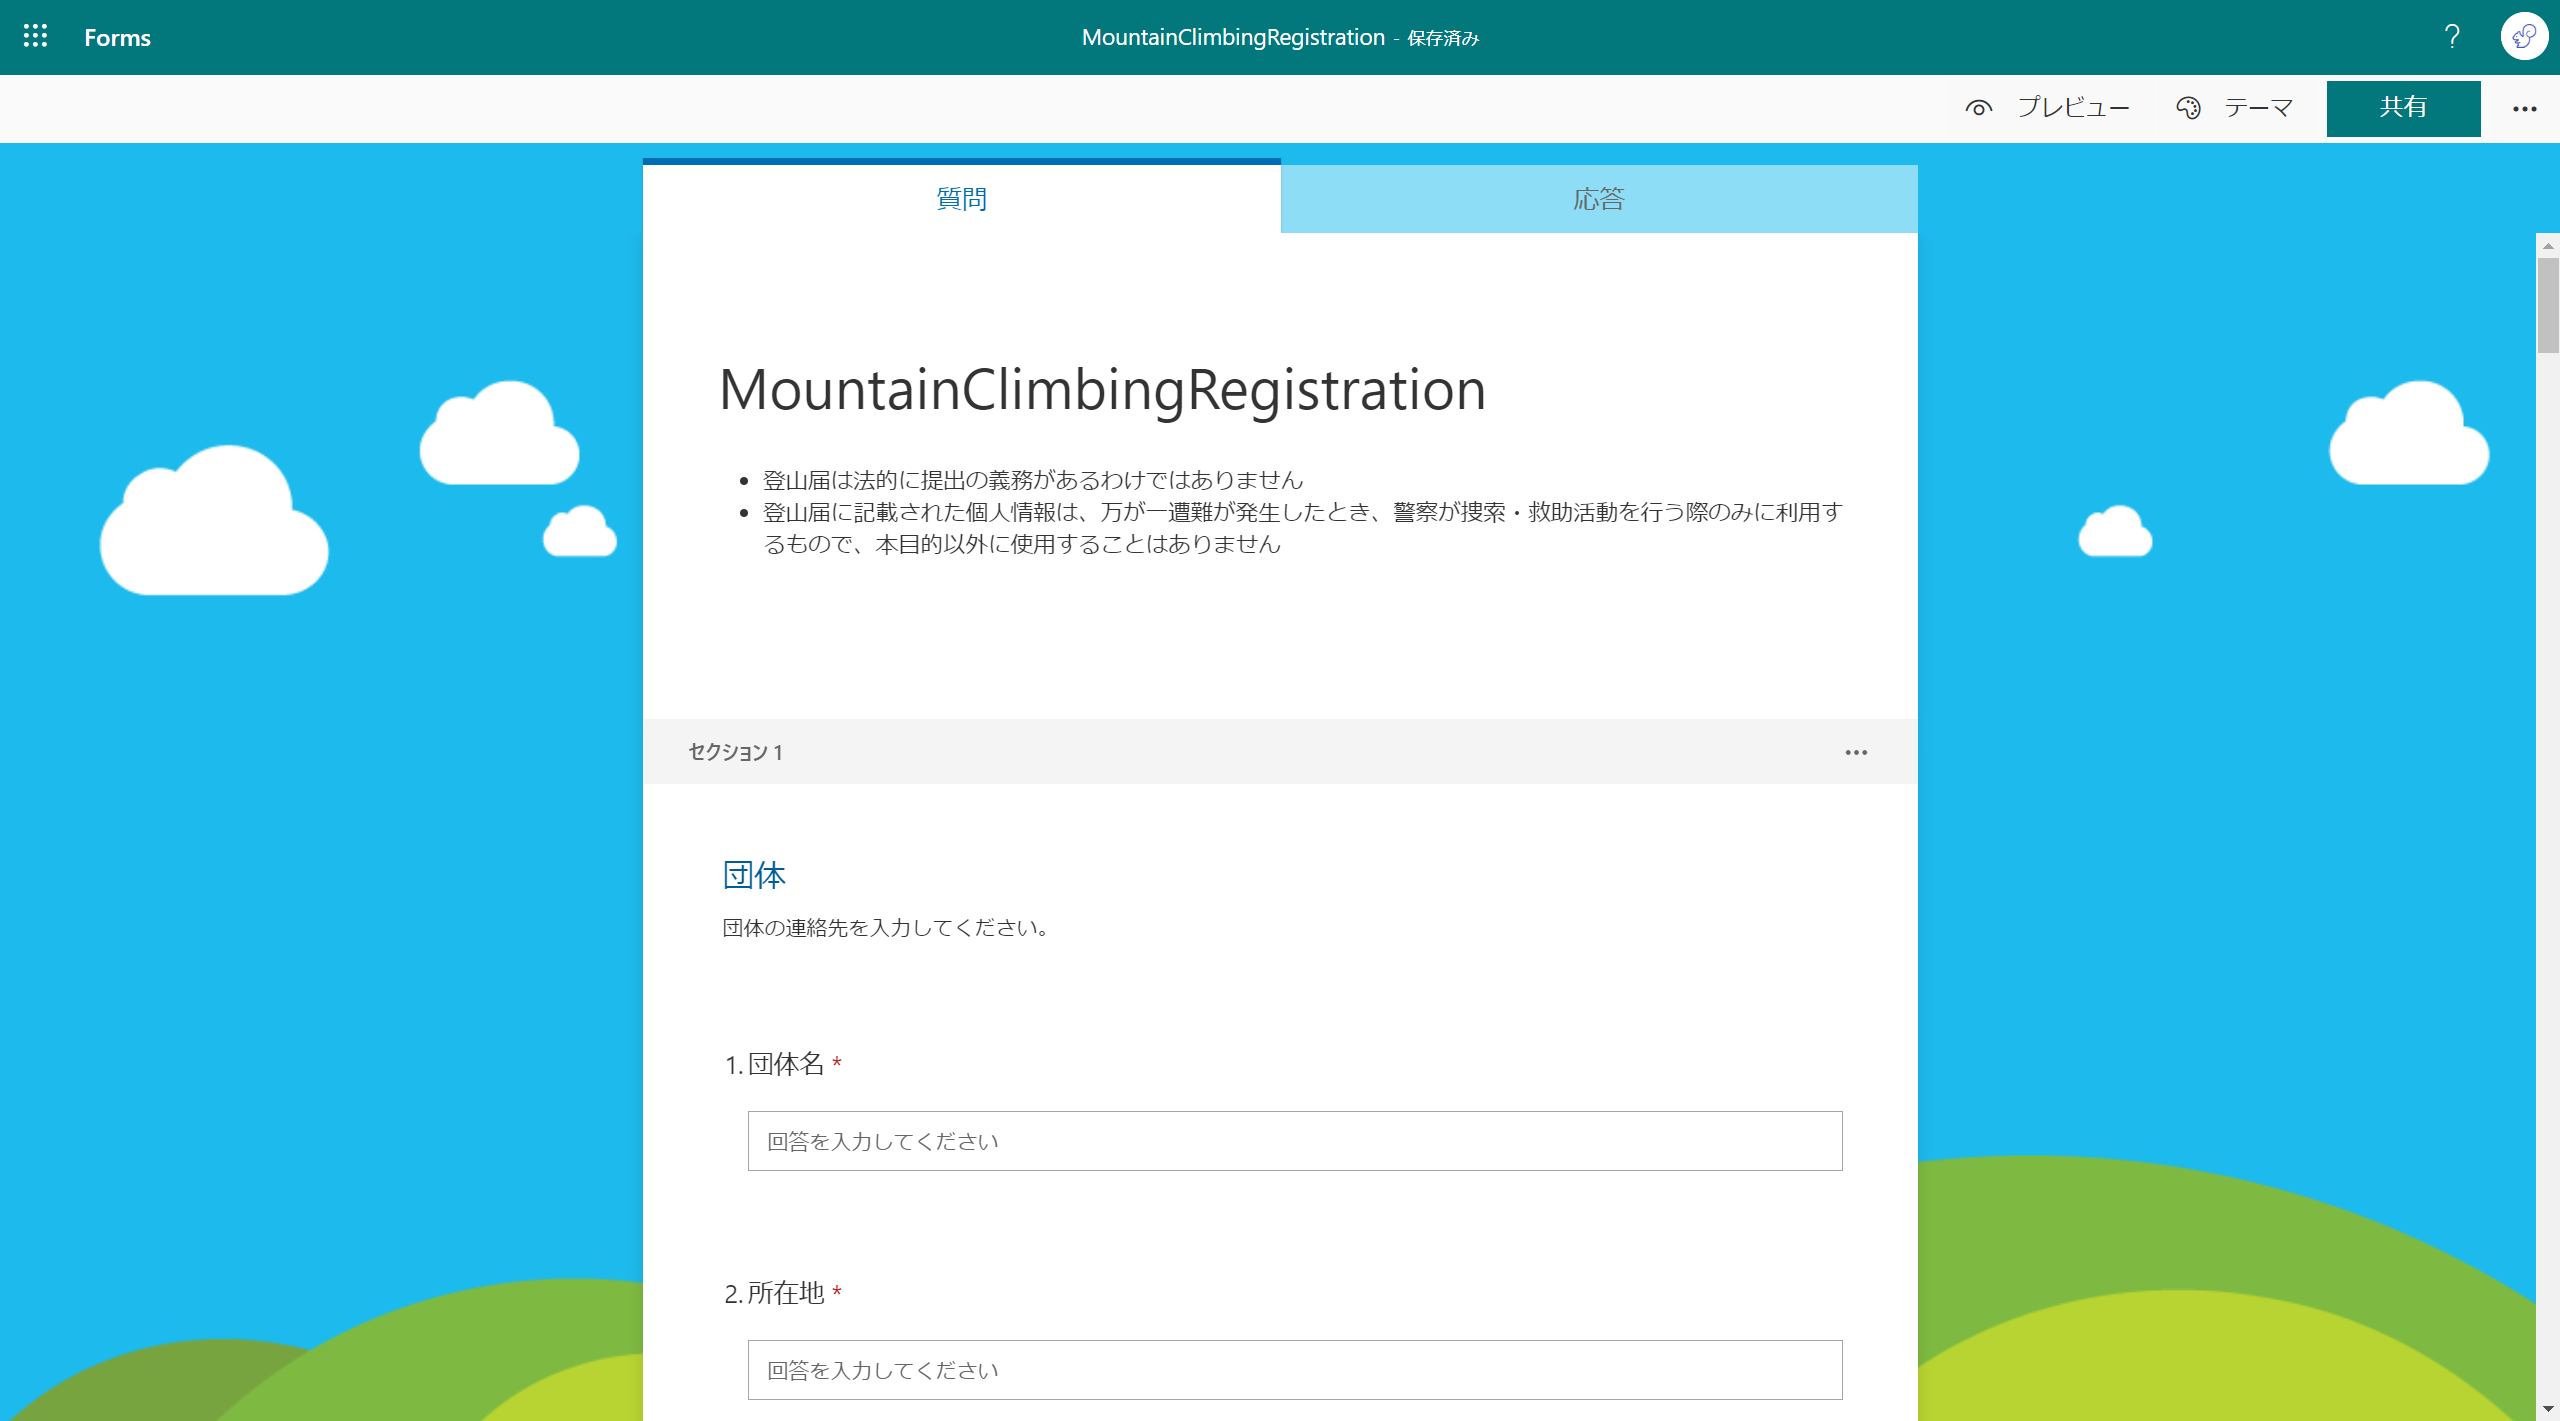 Forms
MountainClimbingRegistration - 保存済み
?
プレビュー
テーマ
共有
質問
応答
MountainClimbingRegistration
• 登山届は法的に提出の義務があるわけではありません
• 登山届に記載された個人情報は、万が一遭難が発生したとき、警察が捜索・救助活動を行う際のみに利用す
るもので、本目的以外に使用することはありません
セクション 1
団体
団体の連絡先を入力してください。
1. 団体名 *
回答を入力してください
2. 所在地 *
回答を入力してください